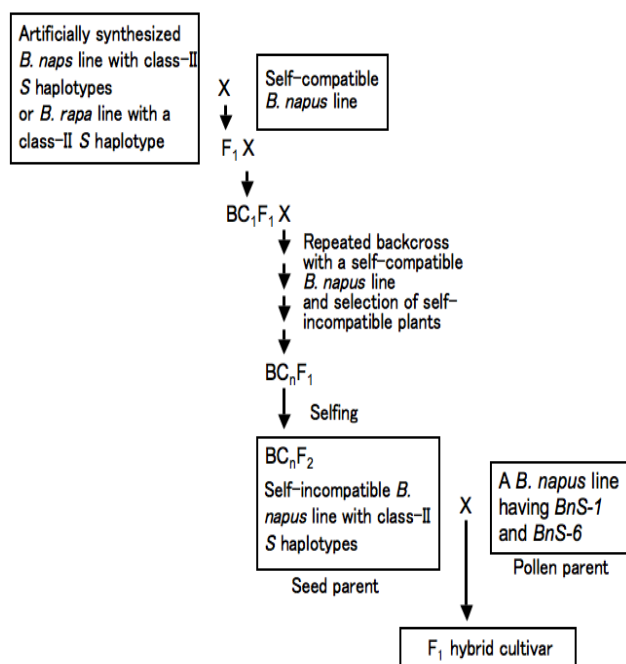 Artificially synthesized
B. naps line with class-II
S haplotypes
or B. rapa line with a
class-II S haplotype
X
Self-compatible
B. napus line
F₁ X
BC₁F₁ X
Repeated backcross
with a self-compatible
B. napus line
and selection of self-
incompatible plants
BCₙF₁
Selfing
BCₙF₂
Self-incompatible B.
napus line with class-II
S haplotypes
Seed parent
X
A B. napus line
having BnS-1
and BnS-6
Pollen parent
F₁ hybrid cultivar